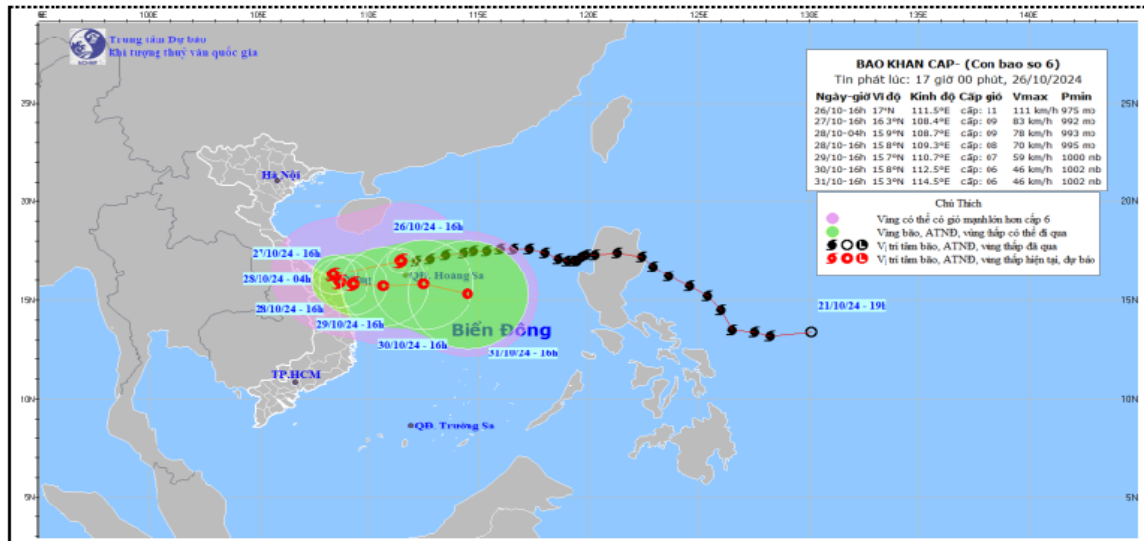 100E
105E
110E
115E
120E
125E
130E
135E
140E
145E
Trung tâm Dự báo
Khí tượng thuỷ văn quốc gia
BAO KHAN CAP- (Con bao so 6)
Tin phát lúc: 17 giờ 00 phút, 26/10/2024
Ngày-giờ Vĩ độ Kinh độ Cấp gió Vmax Pmin
26/10-16h 17°N 111.5°E cấp: 11 111 km/h 975 mb
27/10-16h 16.3°N 108.4°E cấp: 09 83 km/h 992 mb
28/10-04h 15.9°N 108.7°E cấp: 09 78 km/h 993 mb
28/10-16h 15.8°N 109.3°E cấp: 08 70 km/h 995 mb
29/10-16h 15.7°N 110.7°E cấp: 07 59 km/h 1000 mb
30/10-16h 15.8°N 112.5°E cấp: 06 46 km/h 1002 mb
31/10-16h 15.3°N 114.5°E cấp: 06 46 km/h 1002 mb
25N
25N
Hà Nội
Chú Thích
Vùng có thể có gió mạnh lớn hơn cấp 6
Vùng bão, ATNĐ, vùng thấp có thể đi qua
Vị trí tâm bão, ATNĐ, vùng thấp đã qua
Vị trí tâm bão, ATNĐ, vùng thấp hiện tại, dự báo
20N
20N
26/10/24 - 16h
27/10/24 - 16h
QĐ. Hoàng Sa
28/10/24 - 04h
15N
15N
28/10/24 - 16h
21/10/24 - 19h
29/10/24 - 16h
Biển Đông
30/10/24 - 16h
31/10/24 - 16h
TP.HCM
10N
10N
QĐ. Trường Sa
5N
5N